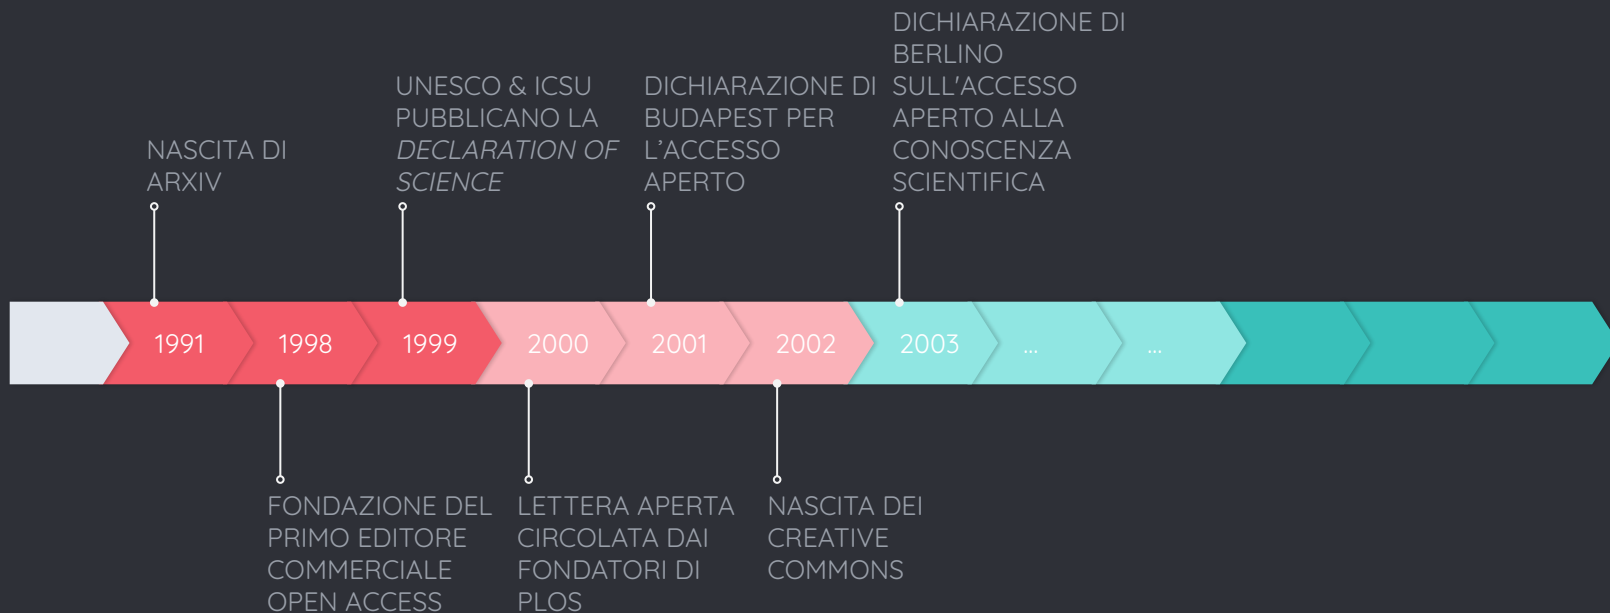 NASCITA DI
ARXIV
UNESCO & ICSU
PUBBLICANO LA
DECLARATION OF
SCIENCE
DICHIARAZIONE DI
BUDAPEST PER
L’ACCESSO
APERTO
DICHIARAZIONE DI
BERLINO
SULL'ACCESSO
APERTO ALLA
CONOSCENZA
SCIENTIFICA
1991 1998 1999 2000 2001 2002 2003 ... ...
FONDAZIONE DEL
PRIMO EDITORE
COMMERCIALE
OPEN ACCESS
LETTERA APERTA
CIRCOLATA DAI
FONDATORI DI
PLOS
NASCITA DEI
CREATIVE
COMMONS